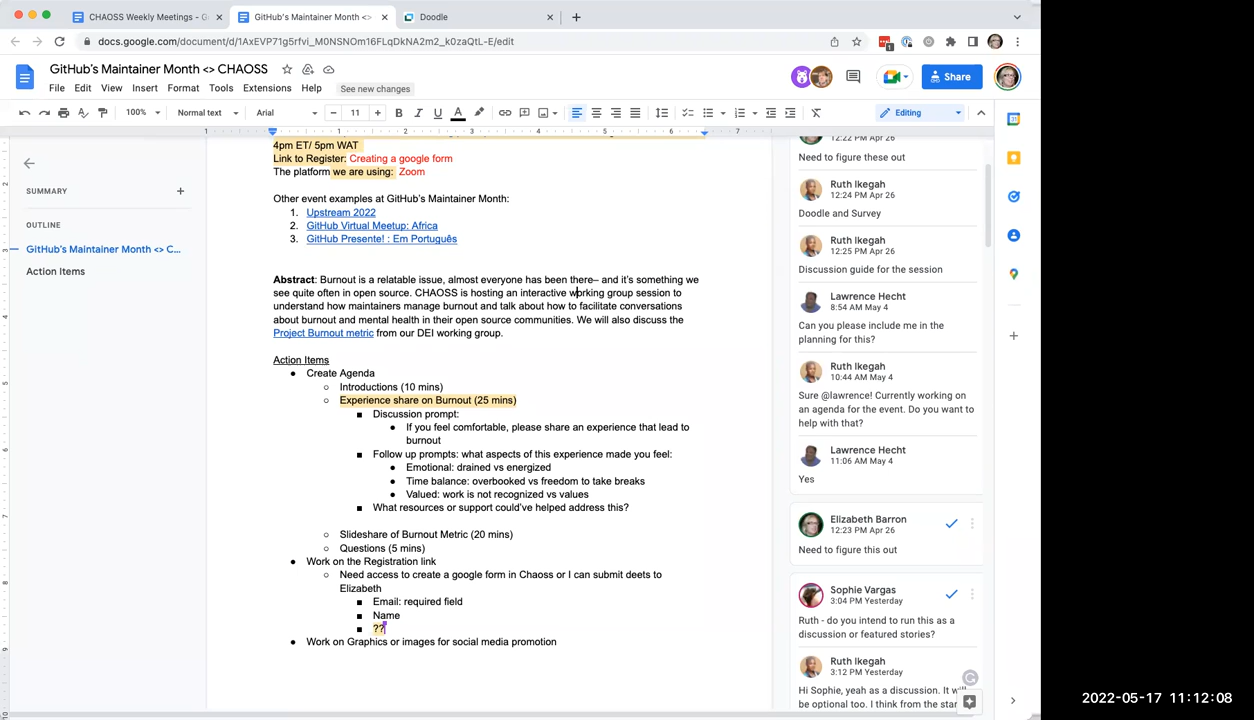 CHAOSS Weekly Meetings - G
GitHub's Maintainer Month <>
Doodle
docs.google.com/document/d/1AxEVP71g5rfvi_M0NSNOm16FLqDkNA2m2_k0zaQtL-E/edit
GitHub's Maintainer Month <> CHAOSS
File Edit View Insert Format Tools Extensions Help
See new changes
Share
100%
Normal text
Arial
11
Editing
SUMMARY
OUTLINE
GitHub's Maintainer Month <> C...
Action Items
4pm ET/ 5pm WAT
Link to Register: Creating a google form
The platform we are using: Zoom
Other event examples at GitHub's Maintainer Month:
1. Upstream 2022
2. GitHub Virtual Meetup: Africa
3. GitHub Presente! : Em Português
Abstract: Burnout is a relatable issue, almost everyone has been there– and it's something we
see quite often in open source. CHAOSS is hosting an interactive working group session to
understand how maintainers manage burnout and talk about how to facilitate conversations
about burnout and mental health in their open source communities. We will also discuss the
Project Burnout metric from our DEI working group.
Action Items
● Create Agenda
○ Introductions (10 mins)
○ Experience share on Burnout (25 mins)
■ Discussion prompt:
● If you feel comfortable, please share an experience that lead to
burnout
■ Follow up prompts: what aspects of this experience made you feel:
● Emotional: drained vs energized
● Time balance: overbooked vs freedom to take breaks
● Valued: work is not recognized vs values
■ What resources or support could've helped address this?
○ Slideshare of Burnout Metric (20 mins)
○ Questions (5 mins)
● Work on the Registration link
○ Need access to create a google form in Chaoss or I can submit deets to
Elizabeth
■ Email: required field
■ Name
■ ??
● Work on Graphics or images for social media promotion
12:22 PM Apr 26
Need to figure these out
Ruth Ikegah
12:24 PM Apr 26
Doodle and Survey
Ruth Ikegah
12:25 PM Apr 26
Discussion guide for the session
Lawrence Hecht
8:54 AM May 4
Can you please include me in the
planning for this?
Ruth Ikegah
10:44 AM May 4
Sure @lawrence! Currently working on
an agenda for the event. Do you want to
help with that?
Lawrence Hecht
11:06 AM May 4
Yes
Elizabeth Barron
12:23 PM Apr 26
Need to figure this out
Sophie Vargas
3:04 PM Yesterday
Ruth - do you intend to run this as a
discussion or featured stories?
Ruth Ikegah
3:12 PM Yesterday
Hi Sophie, yeah as a discussion. It will
be optional too. I think from the star
2022-05-17 11:12:08